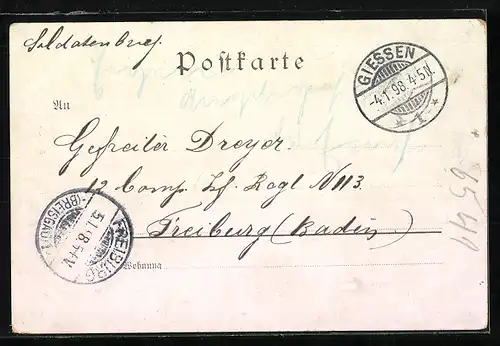 Soldatenbrief.
Postkarte
GIESSEN
-4.1.98.4-5N.
* 1 *
An
Gefreiter Dreyer.
12 Comp. Inf. Regt N 113.
Freiburg (Baden)
Wohnung
FREIBURG
5.1.98.
(BREISGAU)